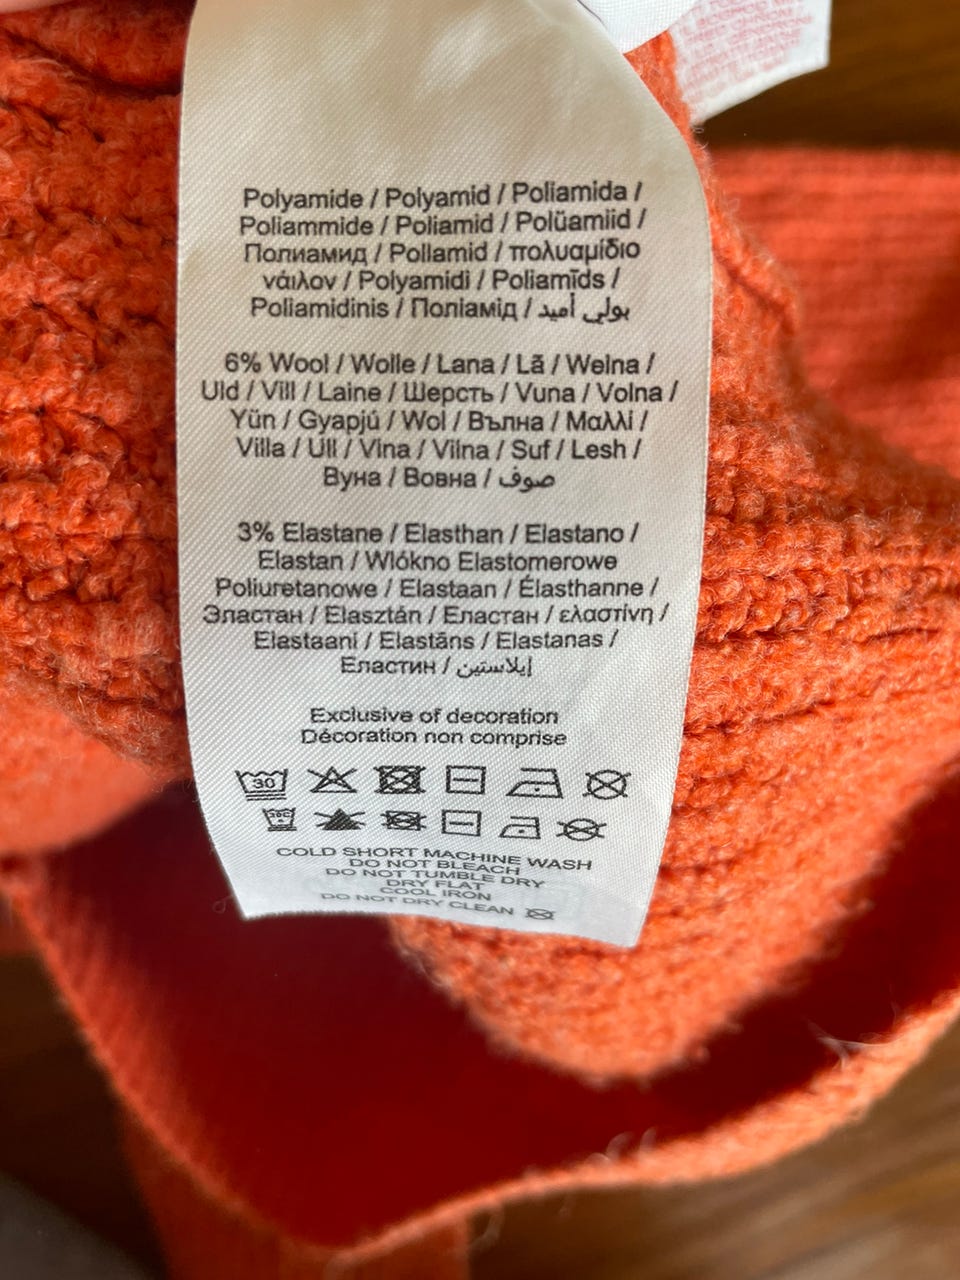 Polyamide / Polyamid / Poliamida /
Poliammide / Poliamid / Polüamiid /
Полиамид / Poliamid / πολυαμίδιο
νάιλον / Polyamidi / Poliamīds /
Poliamidinis / Поліамід / بولي أميد
6% Wool / Wolle / Lana / Lã / Wełna /
Uld / Vill / Laine / Шерсть / Vuna / Volna /
Yün / Gyapjú / Wol / Вълна / Μαλλί /
Villa / Ull / Vlna / Vilna / Suf / Lesh /
Вуна / Вовна / صوف
3% Elastane / Elasthan / Elastano /
Elastan / Wlókno Elastomerowe
Poliuretanowe / Elastaan / Élasthanne /
Эластан / Elasztán / Еластан / ελαστίνη /
Elastaani / Elastāns / Elastanas /
Еластин / إيلاستين
Exclusive of decoration
Décoration non comprise
30
30C
COLD SHORT MACHINE WASH
DO NOT BLEACH
DO NOT TUMBLE DRY
DRY FLAT
COOL IRON
DO NOT DRY CLEAN